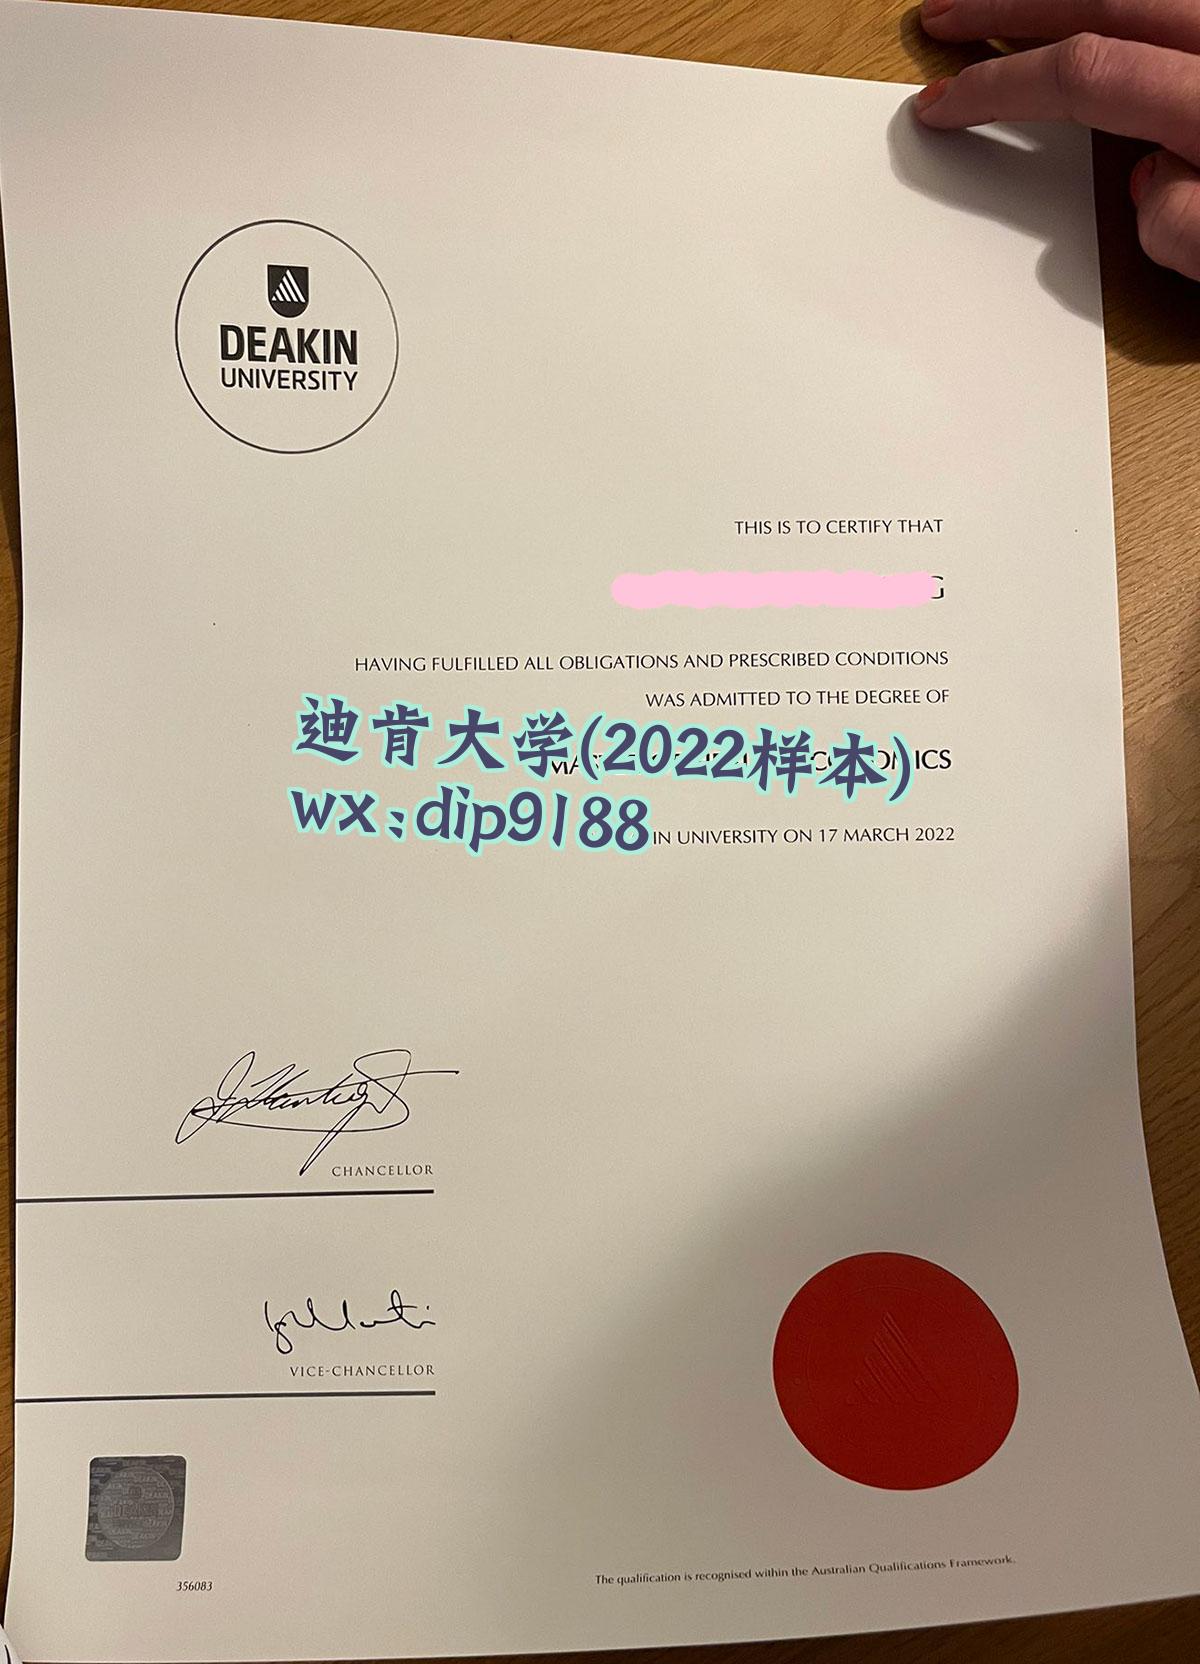 DEAKIN
UNIVERSITY
THIS IS TO CERTIFY THAT
G
HAVING FULFILLED ALL OBLIGATIONS AND PRESCRIBED CONDITIONS
WAS ADMITTED TO THE DEGREE OF
迪肯大学(2022样本)
wx:dip9188
IN UNIVERSITY ON 17 MARCH 2022
CHANCELLOR
VICE-CHANCELLOR
DEAKIN
356083
The qualification is recognised within the Australian Qualifications Framework.